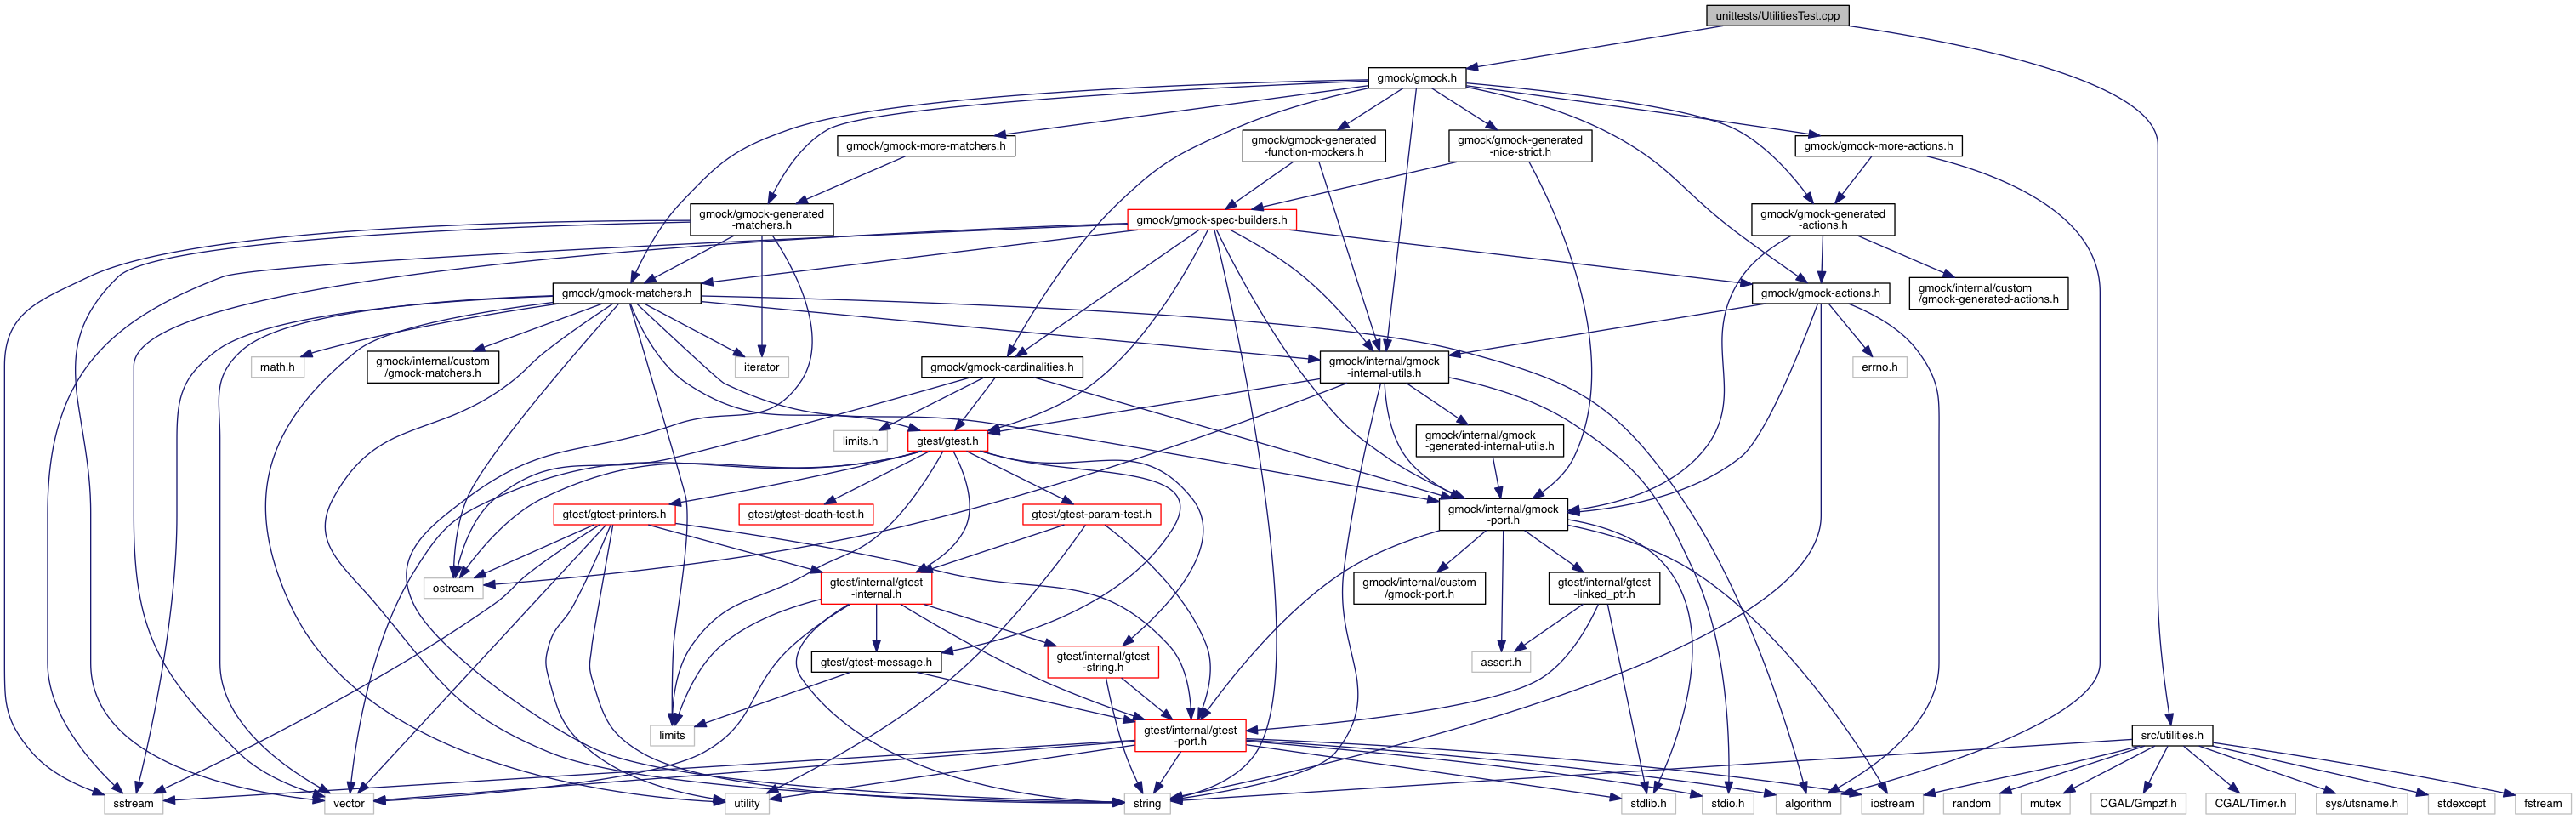 unittests/UtilitiesTest.cpp
gmock/gmock.h
gmock/gmock-more-matchers.h
gmock/gmock-generated
-function-mockers.h
gmock/gmock-generated
-nice-strict.h
gmock/gmock-more-actions.h
gmock/gmock-generated
-matchers.h
gmock/gmock-spec-builders.h
gmock/gmock-generated
-actions.h
gmock/gmock-matchers.h
gmock/gmock-actions.h
gmock/internal/custom
/gmock-generated-actions.h
math.h
gmock/internal/custom
/gmock-matchers.h
iterator
gmock/gmock-cardinalities.h
gmock/internal/gmock
-internal-utils.h
errno.h
limits.h
gtest/gtest.h
gmock/internal/gmock
-generated-internal-utils.h
gtest/gtest-printers.h
gtest/gtest-death-test.h
gtest/gtest-param-test.h
gmock/internal/gmock
-port.h
ostream
gtest/internal/gtest
-internal.h
gmock/internal/custom
/gmock-port.h
gtest/internal/gtest
-linked_ptr.h
gtest/gtest-message.h
gtest/internal/gtest
-string.h
assert.h
limits
gtest/internal/gtest
-port.h
src/utilities.h
sstream
vector
utility
string
stdlib.h
stdio.h
algorithm
iostream
random
mutex
CGAL/Gmpzf.h
CGAL/Timer.h
sys/utsname.h
stdexcept
fstream